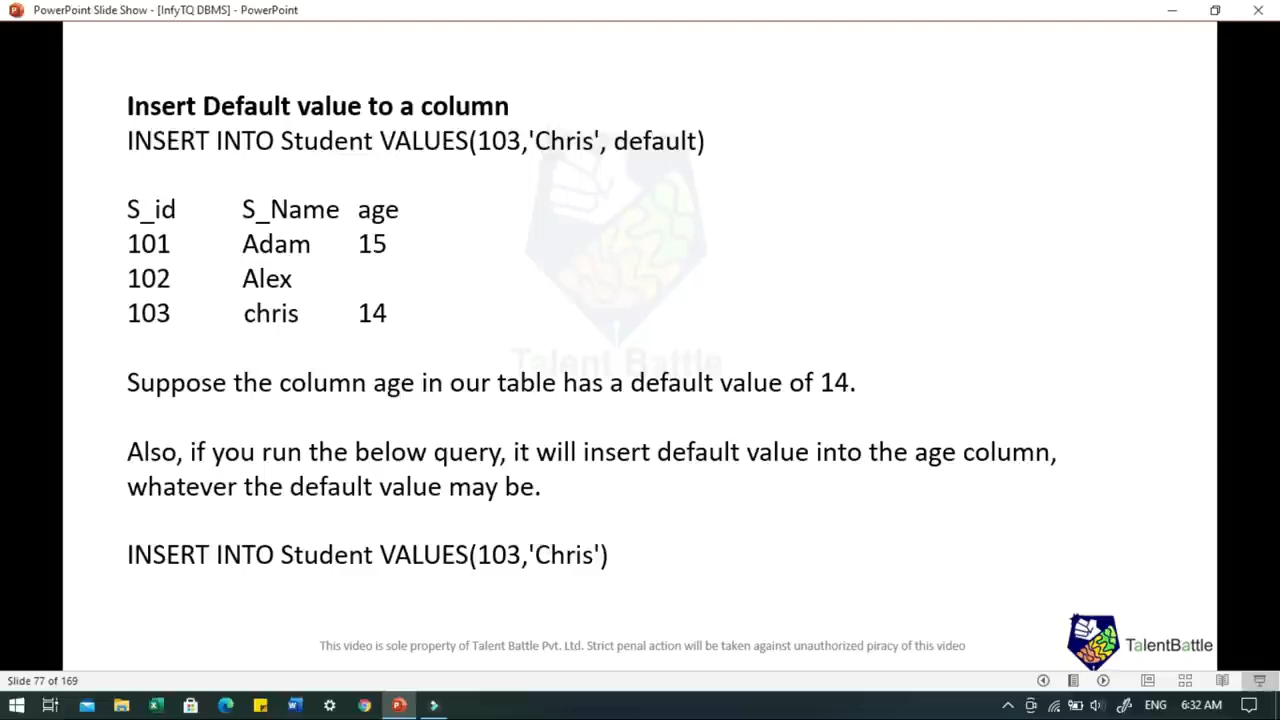 PowerPoint Slide Show - [InfyTQ DBMS] - PowerPoint
Insert Default value to a column
INSERT INTO Student VALUES(103,'Chris', default)
S_id S_Name age
101 Adam 15
102 Alex
103 chris 14
Talent Battle
Suppose the column age in our table has a default value of 14.
Also, if you run the below query, it will insert default value into the age column,
whatever the default value may be.
INSERT INTO Student VALUES(103,'Chris')
This video is sole property of Talent Battle Pvt. Ltd. Strict penal action will be taken against unauthorized piracy of this video
TalentBattle
Slide 77 of 169
ENG 6:32 AM